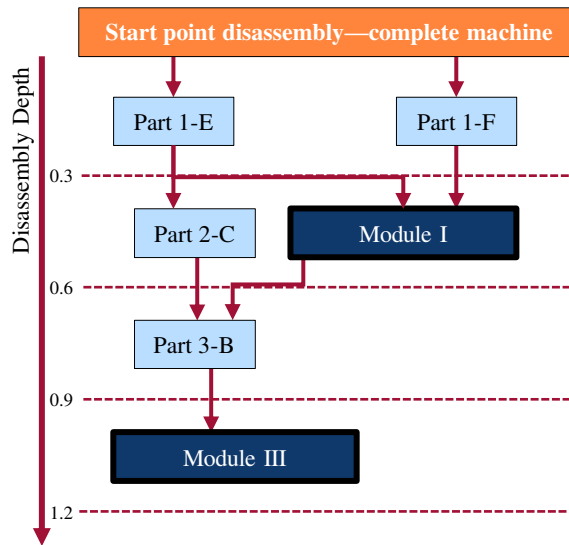 Start point disassembly—complete machine
Disassembly Depth
Part 1-E
Part 1-F
0.3
Part 2-C
Module I
0.6
Part 3-B
0.9
Module III
1.2